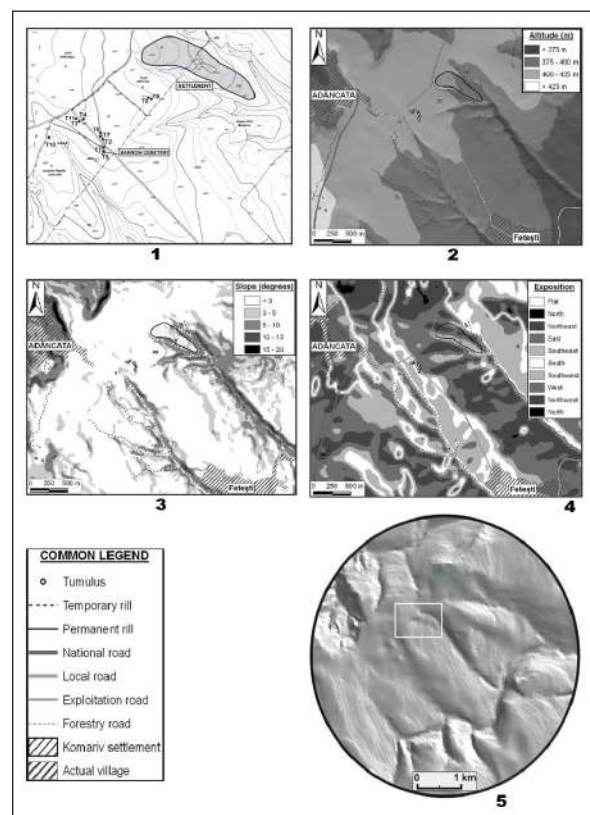 SETTLEMENT
BARROW CEMETERY
1
Altitude (m)
< 375 m
375 - 400 m
400 - 425 m
> 425 m
ADÂNCATA
Feteşti
0 250 500 m
2
Slope (degrees)
< 3
3 - 5
5 - 10
10 - 15
15 - 20
ADÂNCATA
Feteşti
0 250 500 m
3
Exposition
Flat
North
Northeast
East
Southeast
South
Southwest
West
Northwest
North
ADÂNCATA
Feteşti
0 250 500 m
4
COMMON LEGEND
Tumulus
Temporary rill
Permanent rill
National road
Local road
Exploitation road
Forestry road
Komariv settlement
Actual village
0 1 km
5